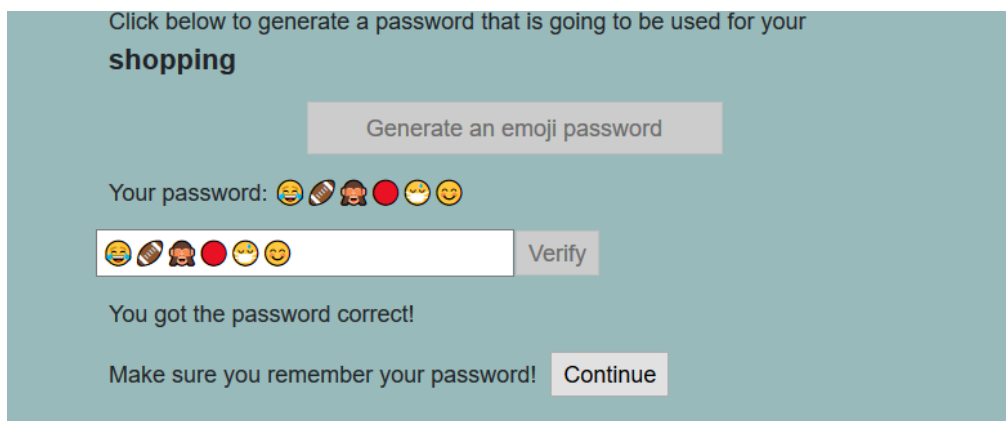 Click below to generate a password that is going to be used for your
shopping
Generate an emoji password
Your password: 😂🏈🙈🔴😅😊
😂🏈🙈🔴😅😊 Verify
You got the password correct!
Make sure you remember your password! Continue